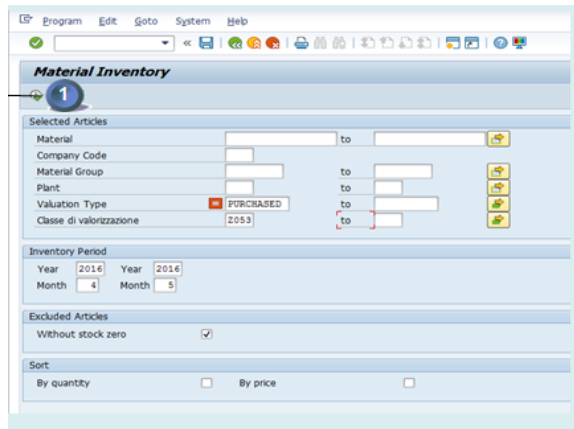 Program Edit Goto System Help
Material Inventory
1
Selected Articles
Material to
Company Code
Material Group to
Plant to
Valuation Type = PURCHASED to
Classe di valorizzazione Z053 to
Inventory Period
Year 2016 Year 2016
Month 4 Month 5
Excluded Articles
Without stock zero
Sort
By quantity By price